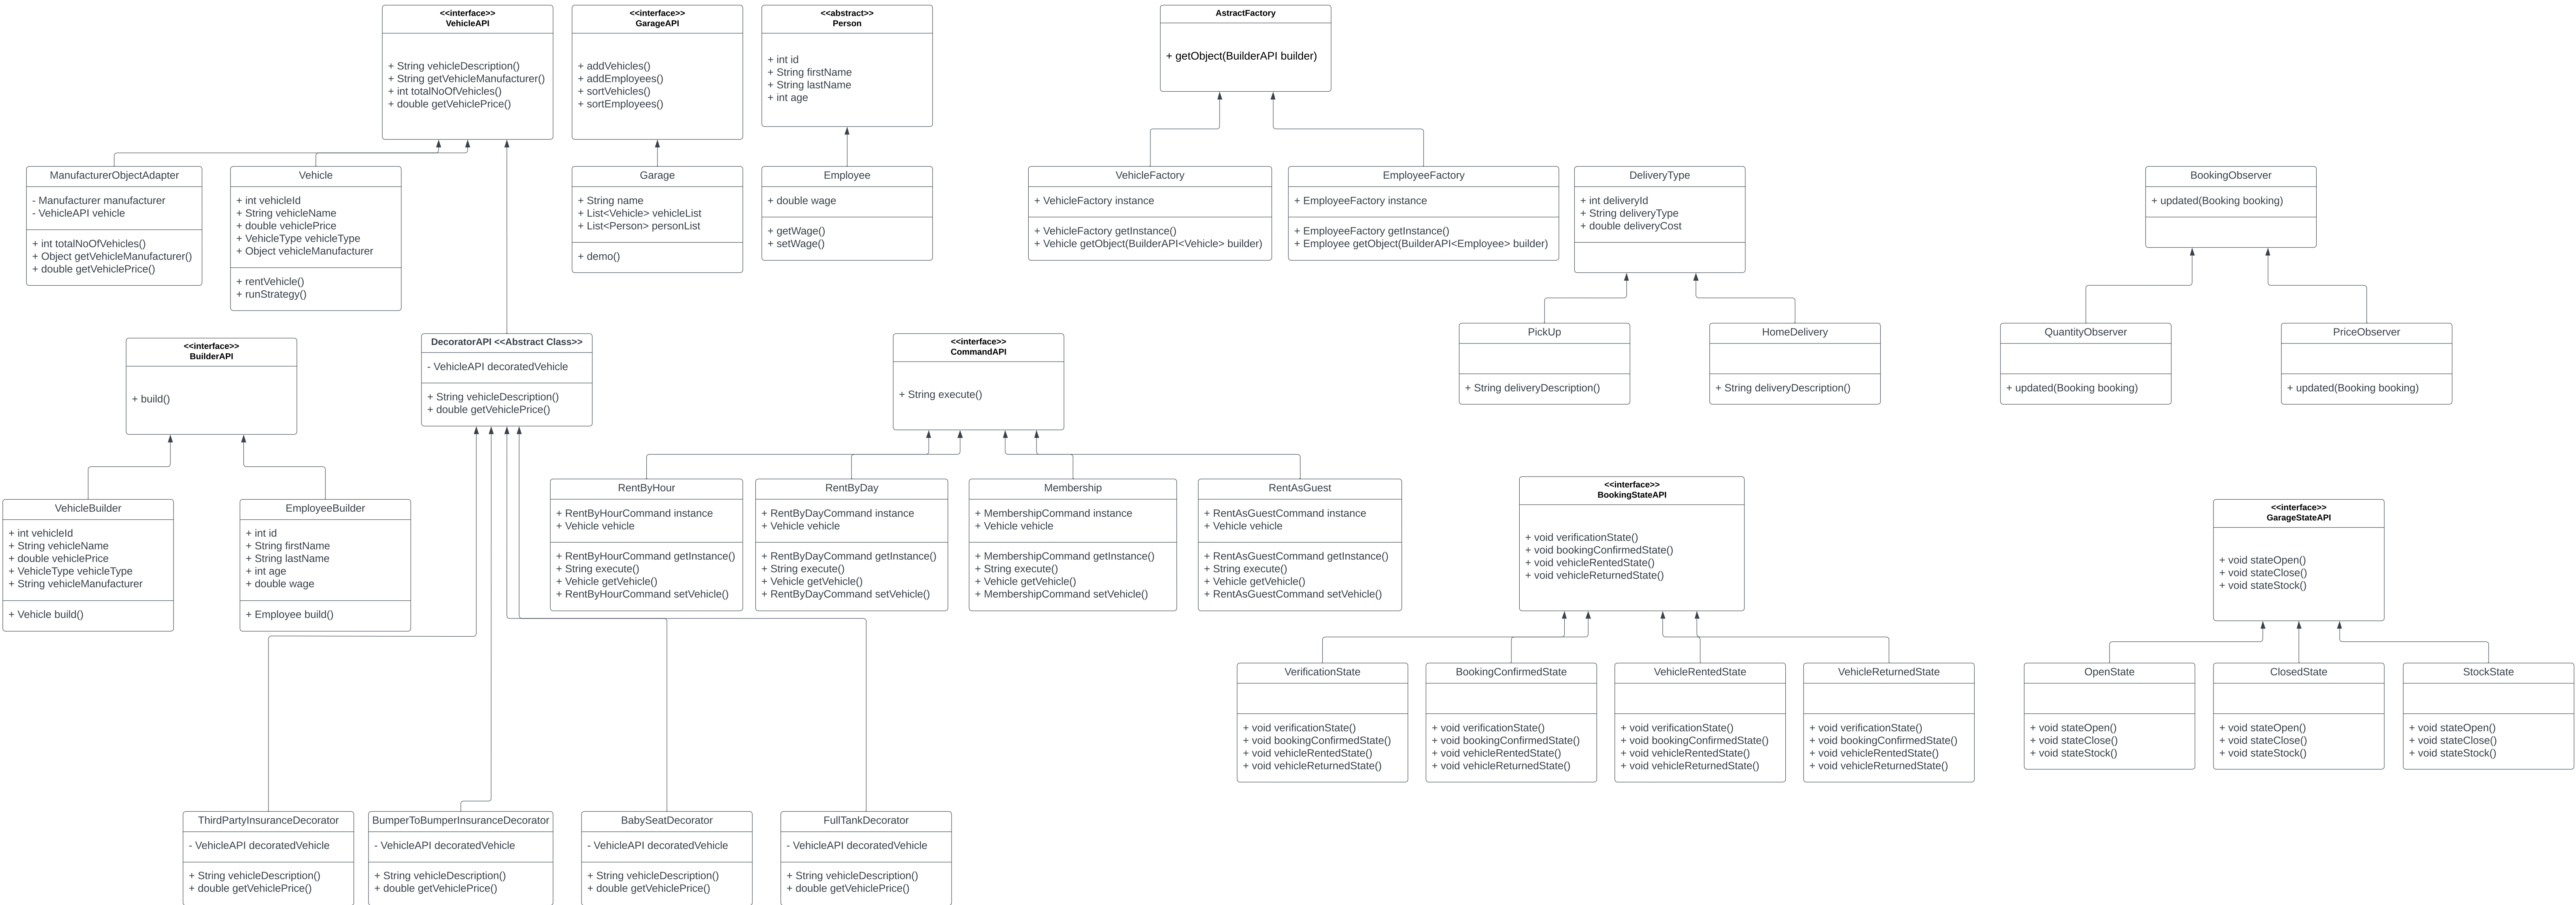 <<interface>>
VehicleAPI
+ String vehicleDescription()
+ String getVehicleManufacturer()
+ int totalNoOfVehicles()
+ double getVehiclePrice()
<<interface>>
GarageAPI
+ addVehicles()
+ addEmployees()
+ sortVehicles()
+ sortEmployees()
<<abstract>>
Person
+ int id
+ String firstName
+ String lastName
+ int age
AstractFactory
+ getObject(BuilderAPI builder)
ManufacturerObjectAdapter
- Manufacturer manufacturer
- VehicleAPI vehicle
+ int totalNoOfVehicles()
+ Object getVehicleManufacturer()
+ double getVehiclePrice()
Vehicle
+ int vehicleId
+ String vehicleName
+ double vehiclePrice
+ VehicleType vehicleType
+ Object vehicleManufacturer
+ rentVehicle()
+ runStrategy()
Garage
+ String name
+ List<Vehicle> vehicleList
+ List<Person> personList
+ demo()
Employee
+ double wage
+ getWage()
+ setWage()
VehicleFactory
+ VehicleFactory instance
+ VehicleFactory getInstance()
+ Vehicle getObject(BuilderAPI<Vehicle> builder)
EmployeeFactory
+ EmployeeFactory instance
+ EmployeeFactory getInstance()
+ Employee getObject(BuilderAPI<Employee> builder)
DeliveryType
+ int deliveryId
+ String deliveryType
+ double deliveryCost
BookingObserver
+ updated(Booking booking)
<<interface>>
BuilderAPI
+ build()
DecoratorAPI <<Abstract Class>>
- VehicleAPI decoratedVehicle
+ String vehicleDescription()
+ double getVehiclePrice()
<<interface>>
CommandAPI
+ String execute()
PickUp
+ String deliveryDescription()
HomeDelivery
+ String deliveryDescription()
QuantityObserver
+ updated(Booking booking)
PriceObserver
+ updated(Booking booking)
VehicleBuilder
+ int vehicleId
+ String vehicleName
+ double vehiclePrice
+ VehicleType vehicleType
+ String vehicleManufacturer
+ Vehicle build()
EmployeeBuilder
+ int id
+ String firstName
+ String lastName
+ int age
+ double wage
+ Employee build()
RentByHour
+ RentByHourCommand instance
+ Vehicle vehicle
+ RentByHourCommand getInstance()
+ String execute()
+ Vehicle getVehicle()
+ RentByHourCommand setVehicle()
RentByDay
+ RentByDayCommand instance
+ Vehicle vehicle
+ RentByDayCommand getInstance()
+ String execute()
+ Vehicle getVehicle()
+ RentByDayCommand setVehicle()
Membership
+ MembershipCommand instance
+ Vehicle vehicle
+ MembershipCommand getInstance()
+ String execute()
+ Vehicle getVehicle()
+ MembershipCommand setVehicle()
RentAsGuest
+ RentAsGuestCommand instance
+ Vehicle vehicle
+ RentAsGuestCommand getInstance()
+ String execute()
+ Vehicle getVehicle()
+ RentAsGuestCommand setVehicle()
<<interface>>
BookingStateAPI
+ void verificationState()
+ void bookingConfirmedState()
+ void vehicleRentedState()
+ void vehicleReturnedState()
<<interface>>
GarageStateAPI
+ void stateOpen()
+ void stateClose()
+ void stateStock()
VerificationState
+ void verificationState()
+ void bookingConfirmedState()
+ void vehicleRentedState()
+ void vehicleReturnedState()
BookingConfirmedState
+ void verificationState()
+ void bookingConfirmedState()
+ void vehicleRentedState()
+ void vehicleReturnedState()
VehicleRentedState
+ void verificationState()
+ void bookingConfirmedState()
+ void vehicleRentedState()
+ void vehicleReturnedState()
VehicleReturnedState
+ void verificationState()
+ void bookingConfirmedState()
+ void vehicleRentedState()
+ void vehicleReturnedState()
OpenState
+ void stateOpen()
+ void stateClose()
+ void stateStock()
ClosedState
+ void stateOpen()
+ void stateClose()
+ void stateStock()
StockState
+ void stateOpen()
+ void stateClose()
+ void stateStock()
ThirdPartyInsuranceDecorator
- VehicleAPI decoratedVehicle
+ String vehicleDescription()
+ double getVehiclePrice()
BumperToBumperInsuranceDecorator
- VehicleAPI decoratedVehicle
+ String vehicleDescription()
+ double getVehiclePrice()
BabySeatDecorator
- VehicleAPI decoratedVehicle
+ String vehicleDescription()
+ double getVehiclePrice()
FullTankDecorator
- VehicleAPI decoratedVehicle
+ String vehicleDescription()
+ double getVehiclePrice()